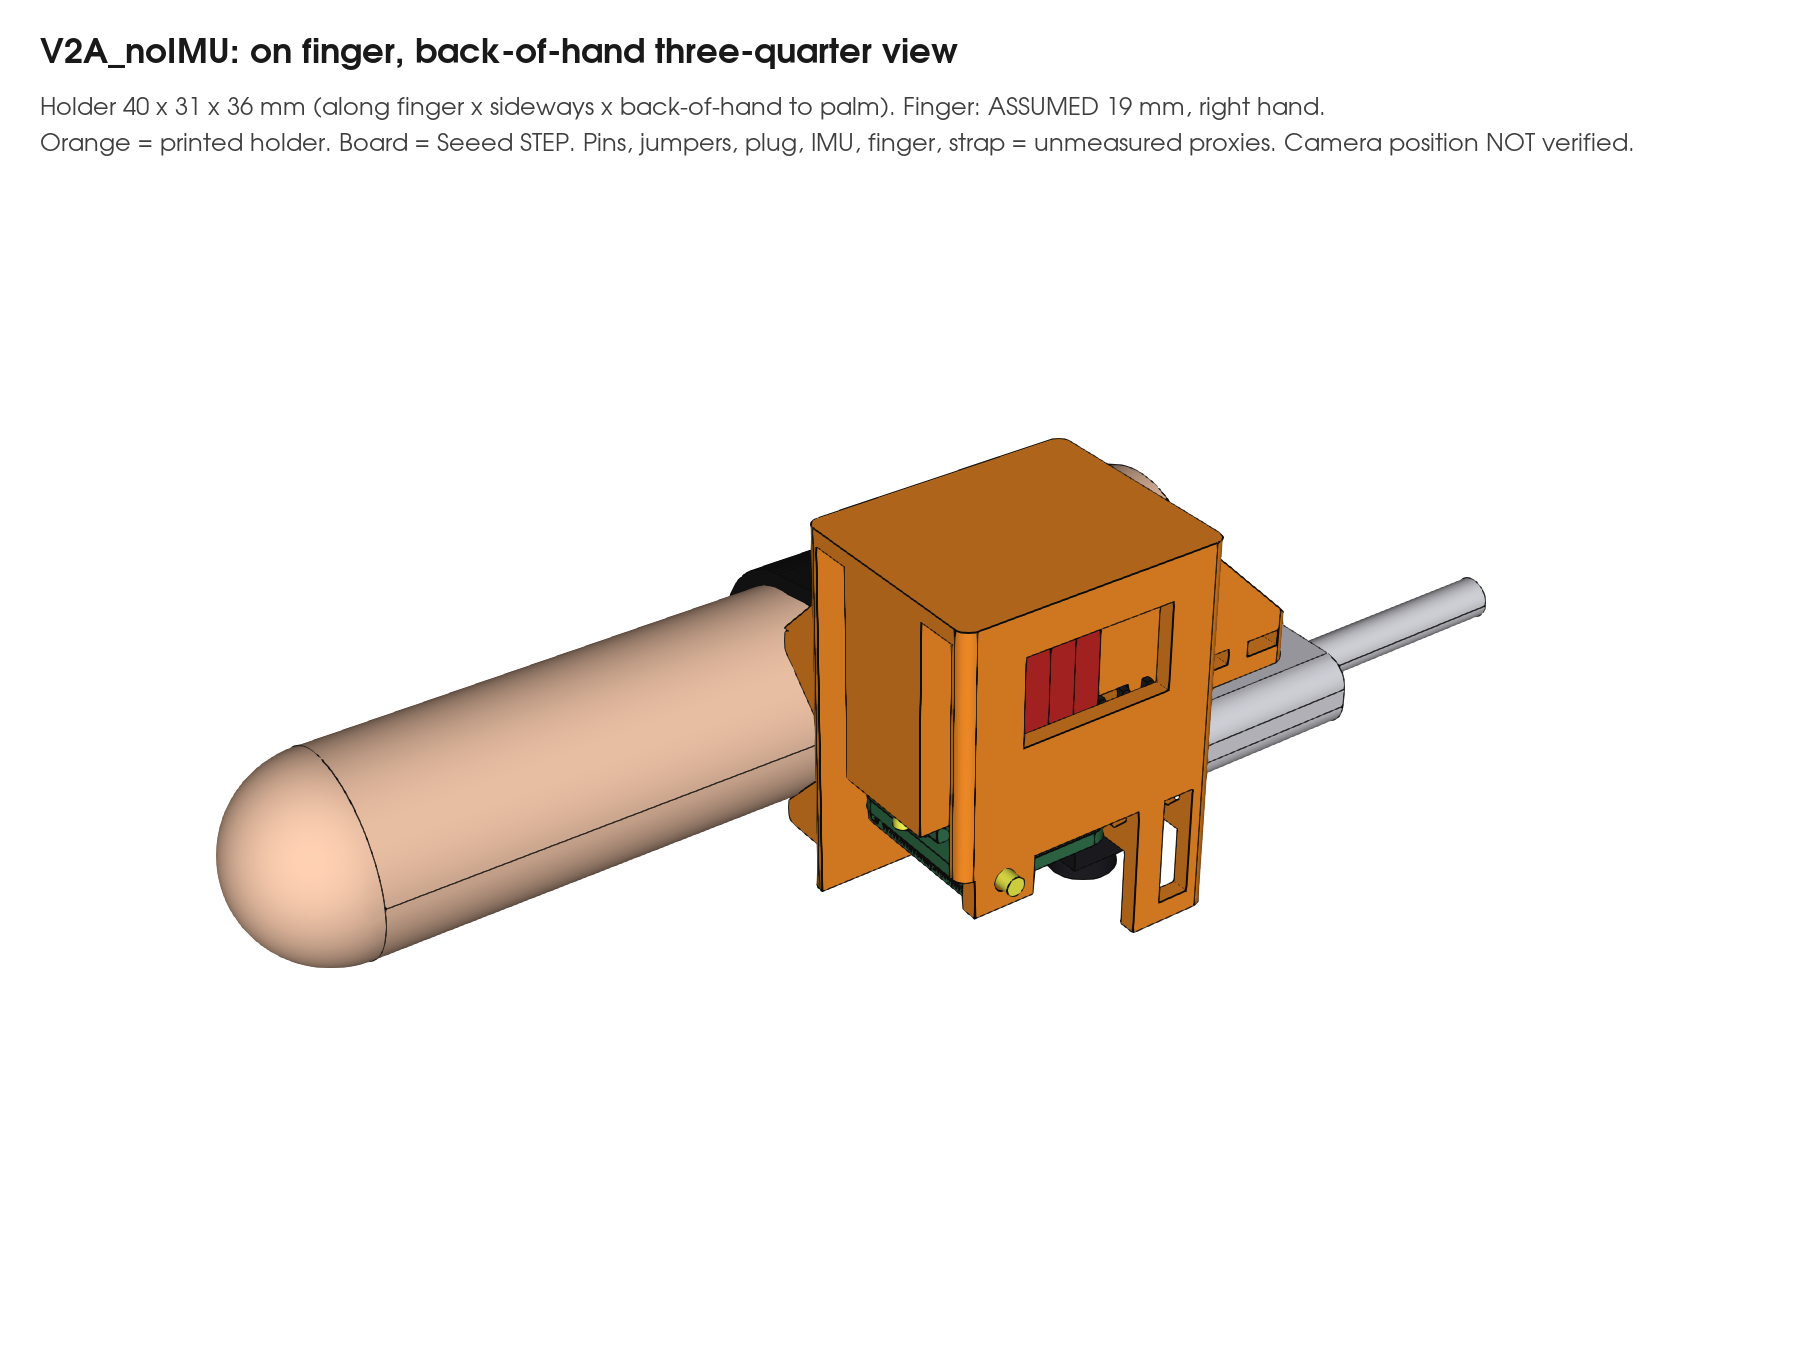 V2A_noIMU: on finger, back-of-hand three-quarter view
Holder 40 x 31 x 36 mm (along finger x sideways x back-of-hand to palm). Finger: ASSUMED 19 mm, right hand.
Orange = printed holder. Board = Seeed STEP. Pins, jumpers, plug, IMU, finger, strap = unmeasured proxies. Camera position NOT verified.